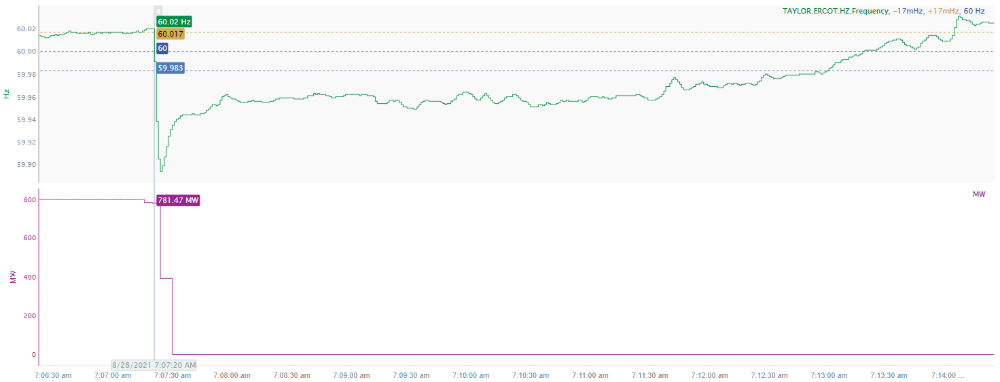 4
TAYLOR.ERCOT.HZ.Frequency, −17mHz, +17mHz, 60 Hz
60.02 Hz
60.02
60.017
60
60.00
59.983
59.98
Hz
59.96
59.94
59.92
59.90
MW
800
781.47 MW
600
MW
400
200
0
8/28/2021 7:07:20 AM
7:06:30 am 7:07:00 am 7:07:30 am 7:08:00 am 7:08:30 am 7:09:00 am 7:09:30 am 7:10:00 am 7:10:30 am 7:11:00 am 7:11:30 am 7:12:00 am 7:12:30 am 7:13:00 am 7:13:30 am 7:14:00 ...